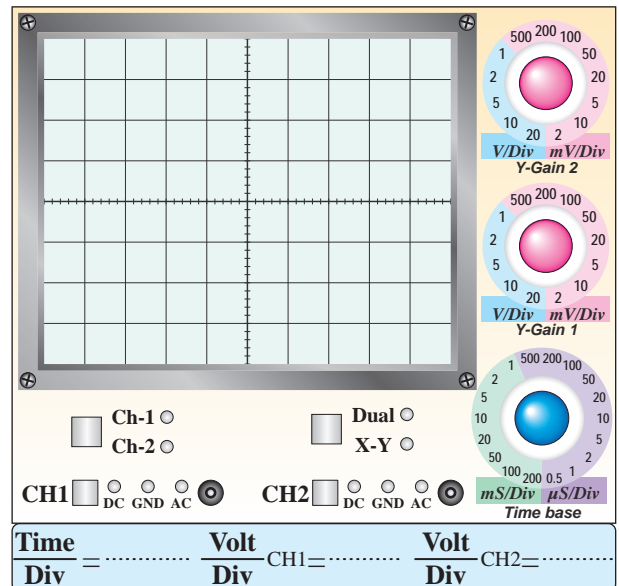 500 200 100
1 50
2 20
5 5
10 10
20 2
V/Div mV/Div
Y-Gain 2
500 200 100
1 50
2 20
5 5
10 10
20 2
V/Div mV/Div
Y-Gain 1
500 200 100
1 50
2 20
5 10
10 5
20 2
50 1
100 200 0.5
mS/Div µS/Div
Time base
Ch-1
Ch-2
Dual
X-Y
CH1 DC GND AC
CH2 DC GND AC
Time
Div = ............
Volt
Div CH1= ............
Volt
Div CH2= ............